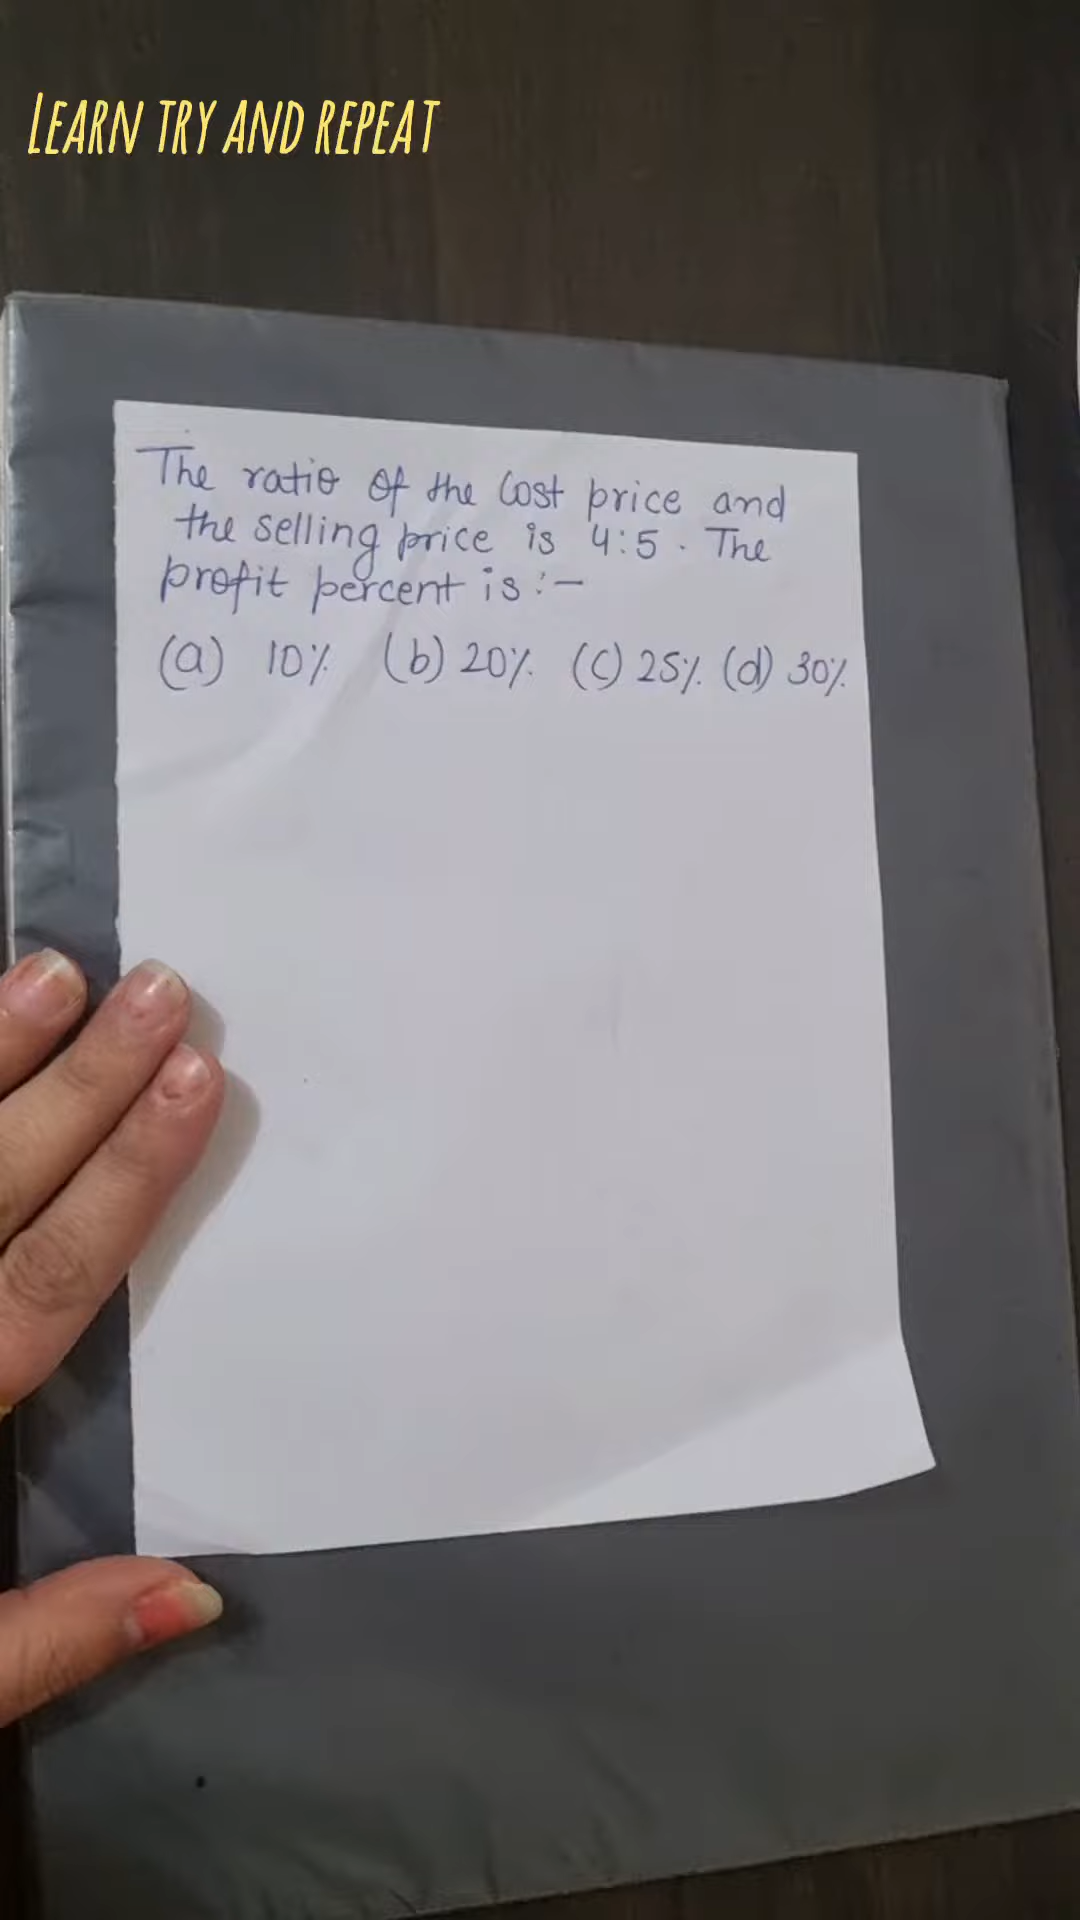 LEARN TRY AND REPEAT
The ratio of the Cost price and
the selling price is 4:5. The
profit percent is :-
(a) 10% (b) 20% (c) 25% (d) 30%